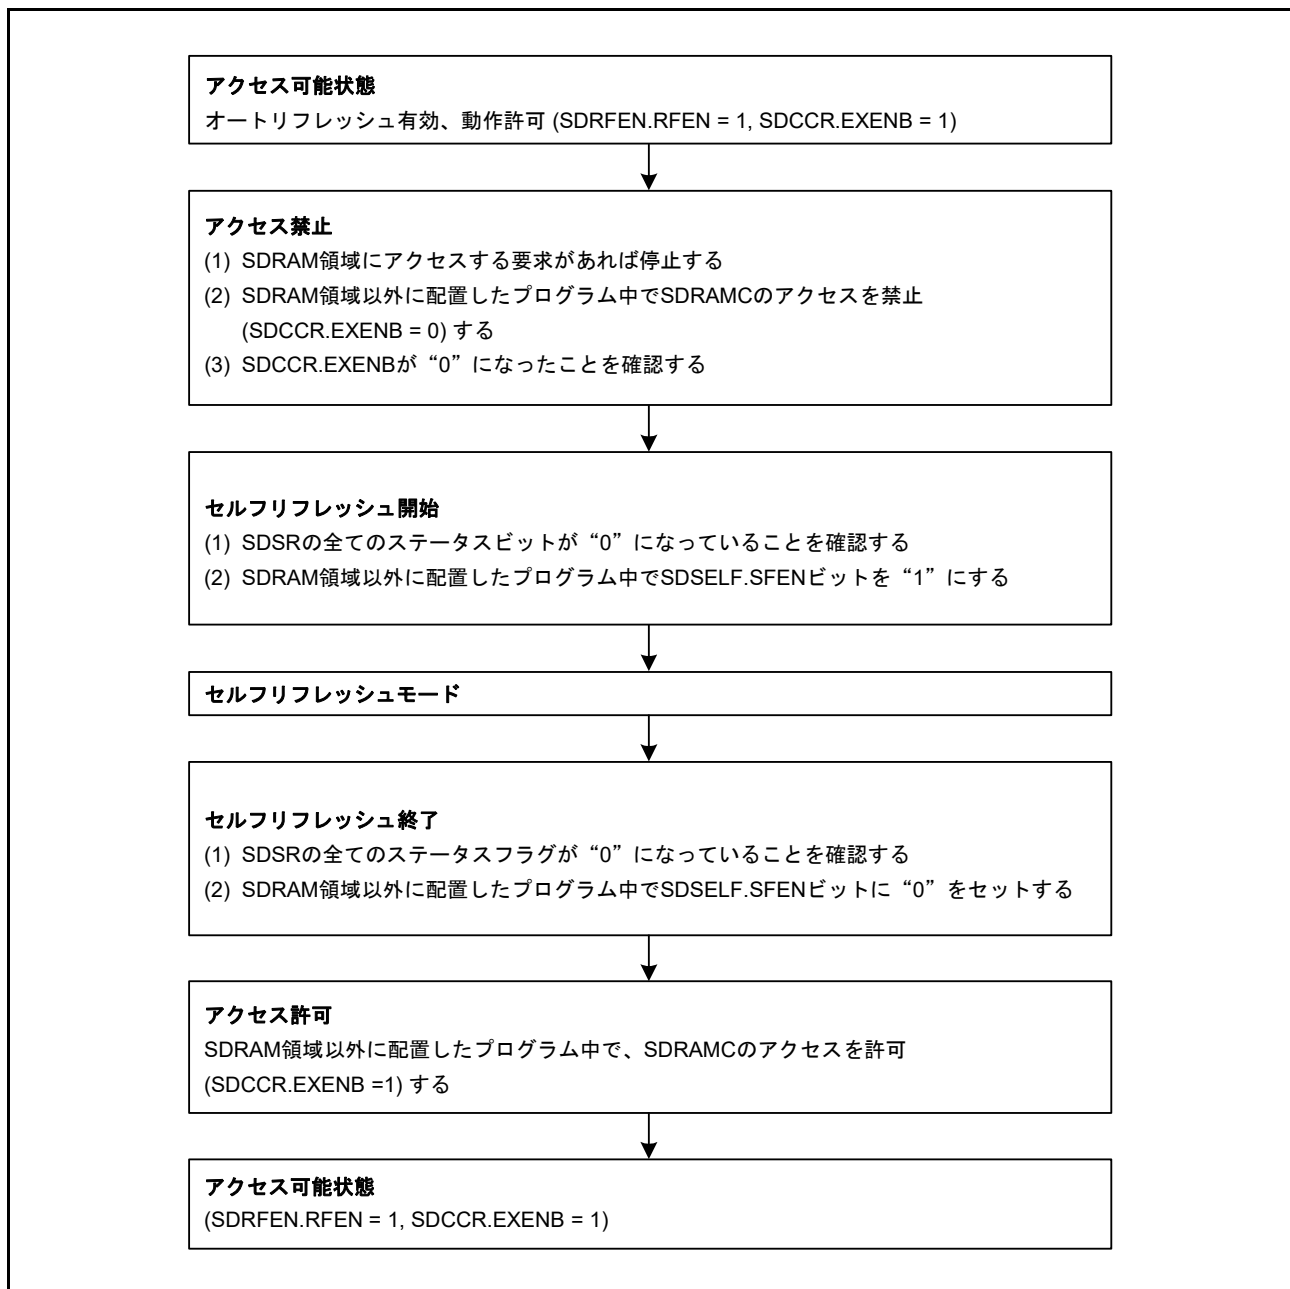 アクセス可能状態
オートリフレッシュ有効、動作許可 (SDRFEN.RFEN = 1, SDCCR.EXENB = 1)
アクセス禁止
(1) SDRAM領域にアクセスする要求があれば停止する
(2) SDRAM領域以外に配置したプログラム中でSDRAMCのアクセスを禁止
(SDCCR.EXENB = 0) する
(3) SDCCR.EXENBが“0”になったことを確認する
セルフリフレッシュ開始
(1) SDSRの全てのステータスビットが“0”になっていることを確認する
(2) SDRAM領域以外に配置したプログラム中でSDSELF.SFENビットを“1”にする
セルフリフレッシュモード
セルフリフレッシュ終了
(1) SDSRの全てのステータスフラグが“0”になっていることを確認する
(2) SDRAM領域以外に配置したプログラム中でSDSELF.SFENビットに“0”をセットする
アクセス許可
SDRAM領域以外に配置したプログラム中で、SDRAMCのアクセスを許可
(SDCCR.EXENB =1) する
アクセス可能状態
(SDRFEN.RFEN = 1, SDCCR.EXENB = 1)